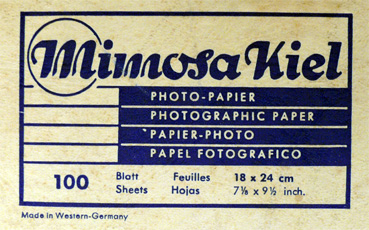 Mimosa Kiel
PHOTO-PAPIER
PHOTOGRAPHIC PAPER
PAPIER-PHOTO
PAPEL FOTOGRAFICO
100 Blatt Feuilles 18 x 24 cm
Sheets Hojas 7⅛ x 9½ inch.
Made in Western-Germany